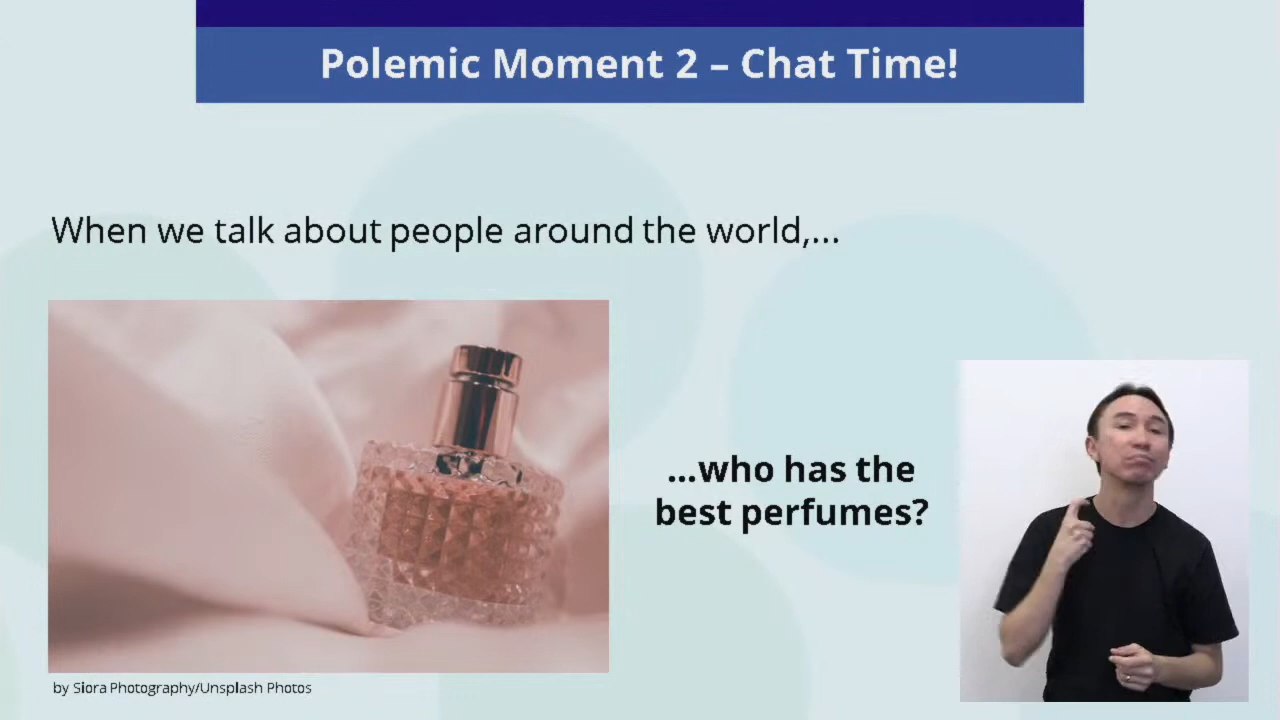 Polemic Moment 2 – Chat Time!
When we talk about people around the world,...
...who has the
best perfumes?
by Siora Photography/Unsplash Photos